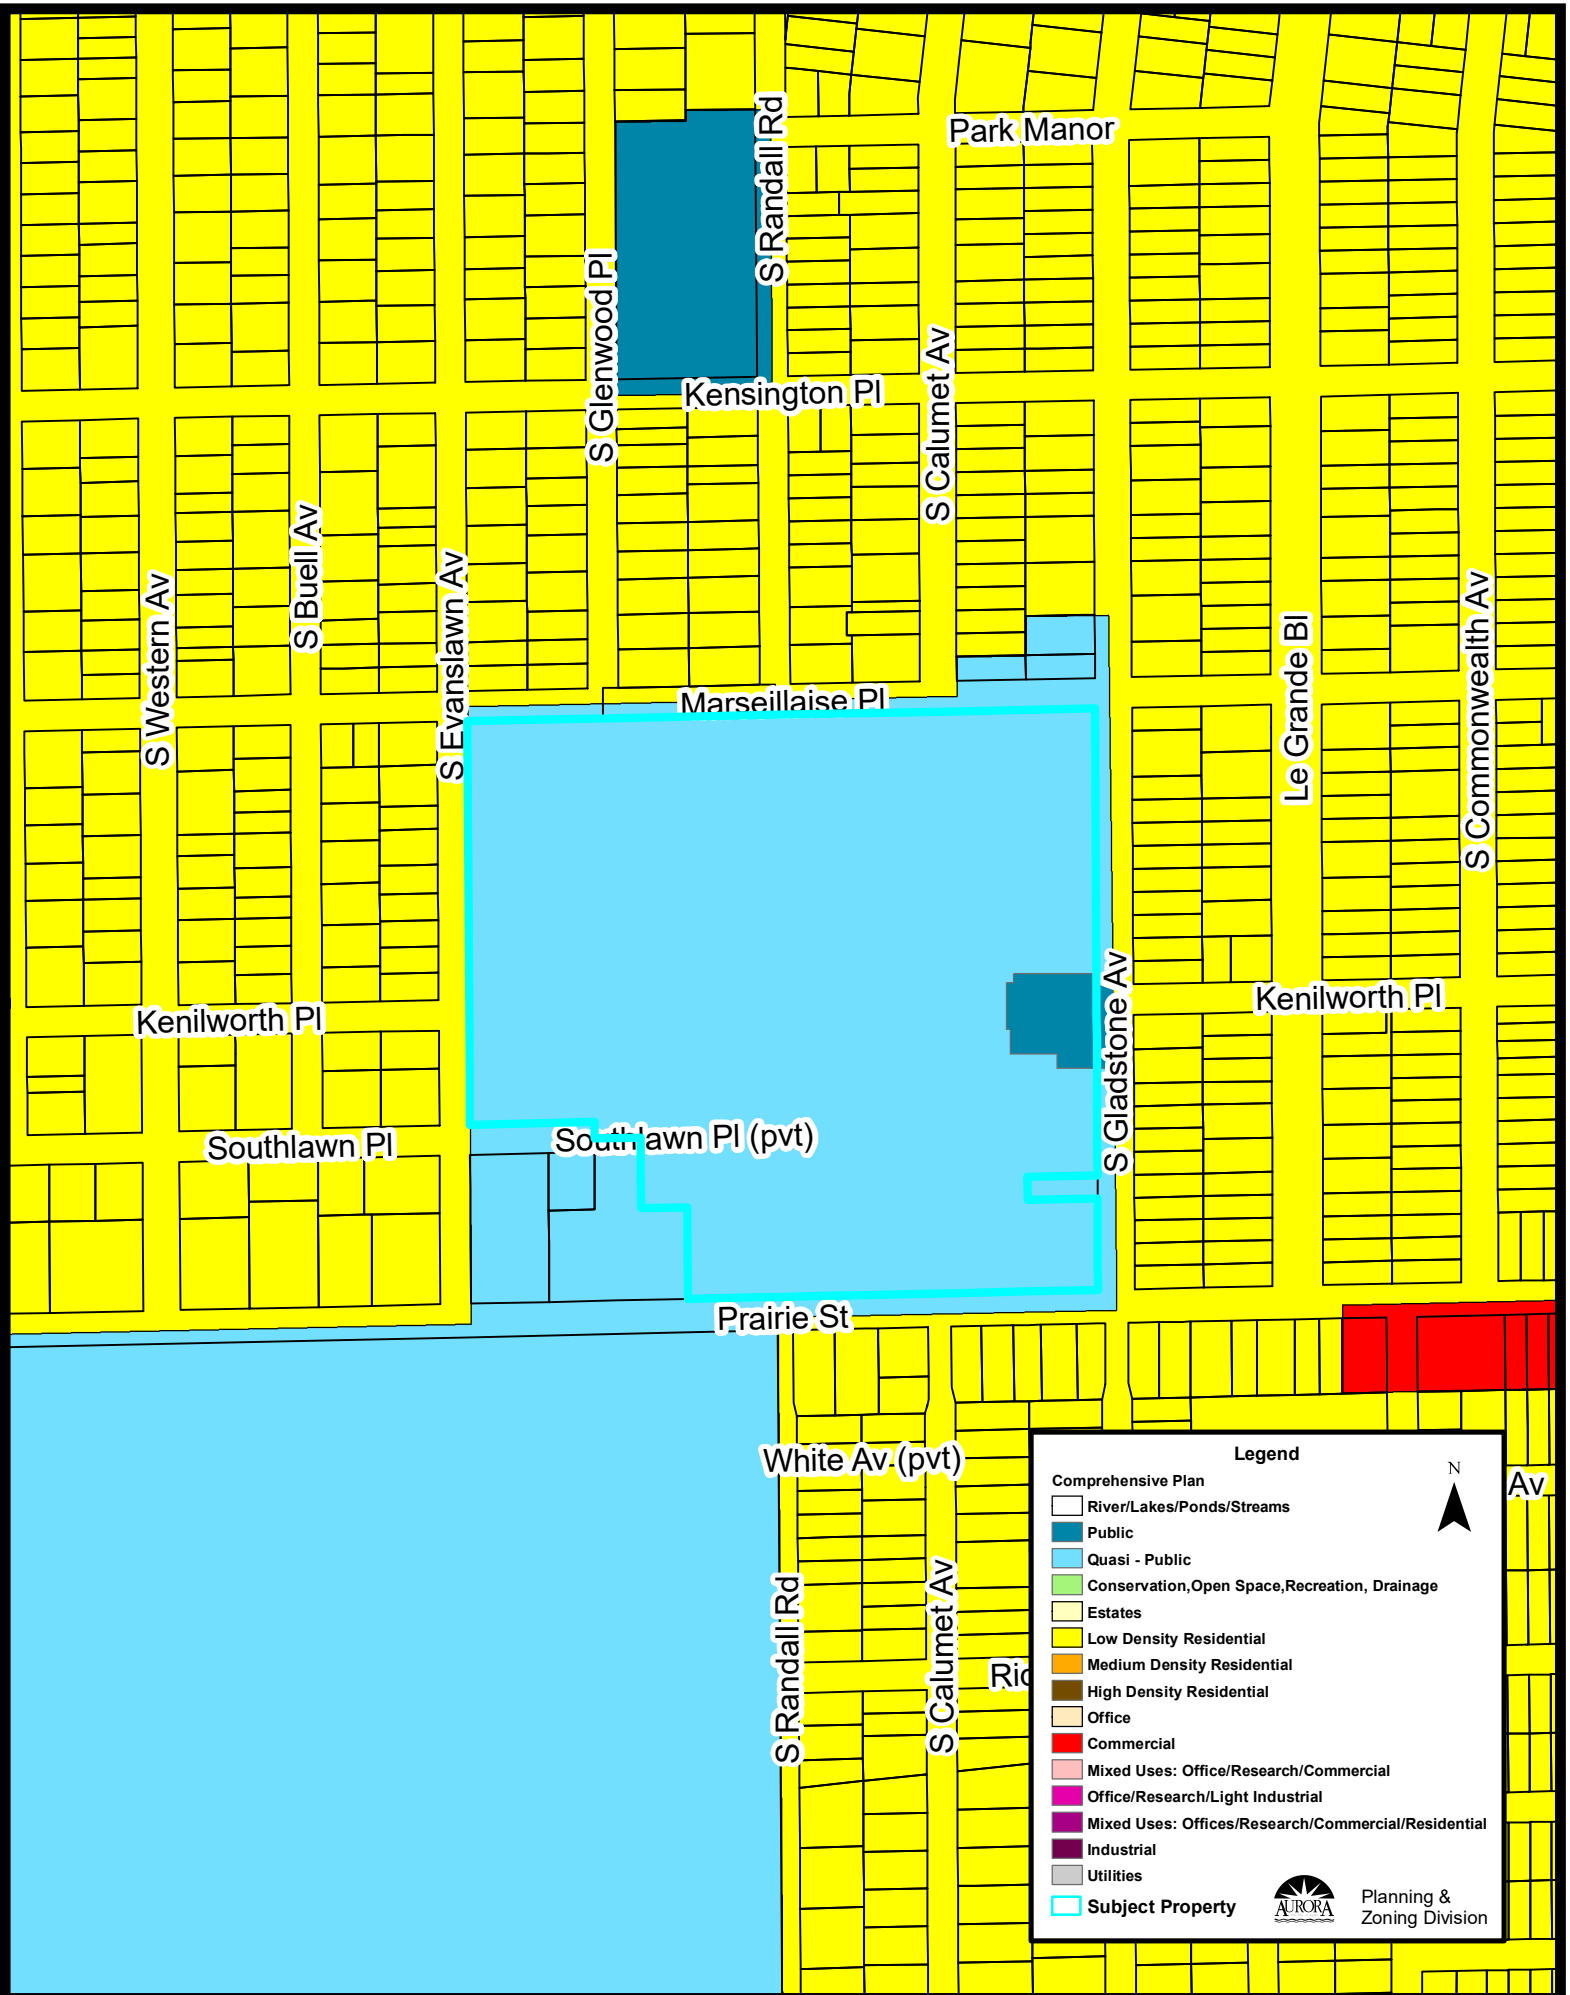 Park Manor
S Randall Rd
S Glenwood Pl
Kensington Pl
S Calumet Av
S Buell Av
S Western Av
S Evanslawn Av
Marseillaise Pl
Le Grande Bl
S Commonwealth Av
Kenilworth Pl
Kenilworth Pl
S Gladstone Av
Southlawn Pl
Southlawn Pl (pvt)
Prairie St
White Av (pvt)
S Randall Rd
S Calumet Av
Ric
Av
Legend
N
Comprehensive Plan
River/Lakes/Ponds/Streams
Public
Quasi - Public
Conservation,Open Space,Recreation, Drainage
Estates
Low Density Residential
Medium Density Residential
High Density Residential
Office
Commercial
Mixed Uses: Office/Research/Commercial
Office/Research/Light Industrial
Mixed Uses: Offices/Research/Commercial/Residential
Industrial
Utilities
Subject Property
AURORA
Planning &
Zoning Division